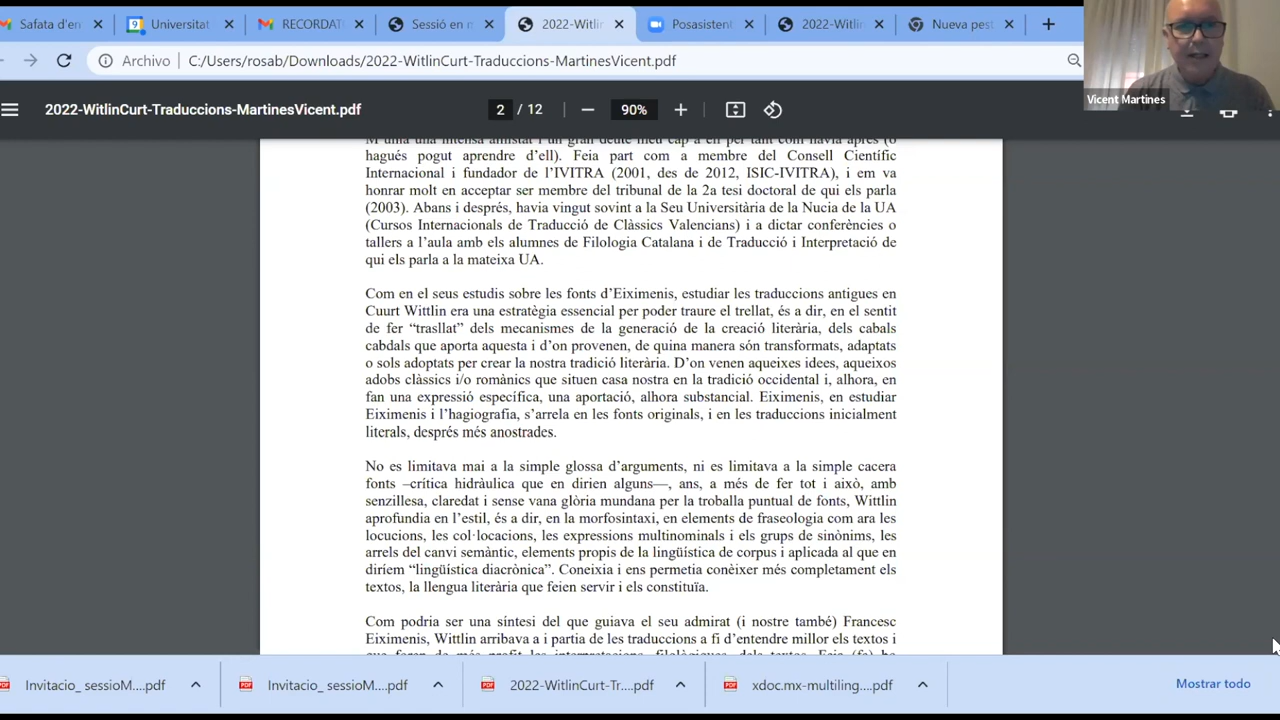 Safata d'en
Universitat
RECORDAT
Sessió en m
2022-Witlin
Posasistent
2022-Witlin
Nueva pest
Archivo
C:/Users/rosab/Downloads/2022-WitlinCurt-Traduccions-MartinesVicent.pdf
Vicent Martines
2022-WitlinCurt-Traduccions-MartinesVicent.pdf
2 / 12
90%
hagués pogut aprendre d'ell). Feia part com a membre del Consell Científic
Internacional i fundador de l'IVITRA (2001, des de 2012, ISIC-IVITRA), i em va
honrar molt en acceptar ser membre del tribunal de la 2a tesi doctoral de qui els parla
(2003). Abans i després, havia vingut sovint a la Seu Universitària de la Nucia de la UA
(Cursos Internacionals de Traducció de Clàssics Valencians) i a dictar conferències o
tallers a l'aula amb els alumnes de Filologia Catalana i de Traducció i Interpretació de
qui els parla a la mateixa UA.
Com en el seus estudis sobre les fonts d'Eiximenis, estudiar les traduccions antigues en
Cuurt Wittlin era una estratègia essencial per poder traure el trellat, és a dir, en el sentit
de fer “trasllat” dels mecanismes de la generació de la creació literària, dels cabals
cabdals que aporta aquesta i d'on provenen, de quina manera són transformats, adaptats
o sols adoptats per crear la nostra tradició literària. D'on venen aqueixes idees, aqueixos
adobs clàssics i/o romànics que situen casa nostra en la tradició occidental i, alhora, en
fan una expressió específica, una aportació, alhora substancial. Eiximenis, en estudiar
Eiximenis i l'hagiografia, s'arrela en les fonts originals, i en les traduccions inicialment
literals, després més anostrades.
No es limitava mai a la simple glossa d'arguments, ni es limitava a la simple cacera
fonts –crítica hidràulica que en dirien alguns—, ans, a més de fer tot i això, amb
senzillesa, claredat i sense vana glòria mundana per la troballa puntual de fonts, Wittlin
aprofundia en l'estil, és a dir, en la morfosintaxi, en elements de fraseologia com ara les
locucions, les col·locacions, les expressions multinominals i els grups de sinònims, les
arrels del canvi semàntic, elements propis de la lingüística de corpus i aplicada al que en
diríem “lingüística diacrònica”. Coneixia i ens permetia conèixer més completament els
textos, la llengua literària que feien servir i els constituïa.
Com podria ser una síntesi del que guiava el seu admirat (i nostre també) Francesc
Eiximenis, Wittlin arribava a i partia de les traduccions a fi d'entendre millor els textos i
Invitacio_ sessioM....pdf
Invitacio_ sessioM....pdf
2022-WitlinCurt-Tr....pdf
xdoc.mx-multiling....pdf
Mostrar todo